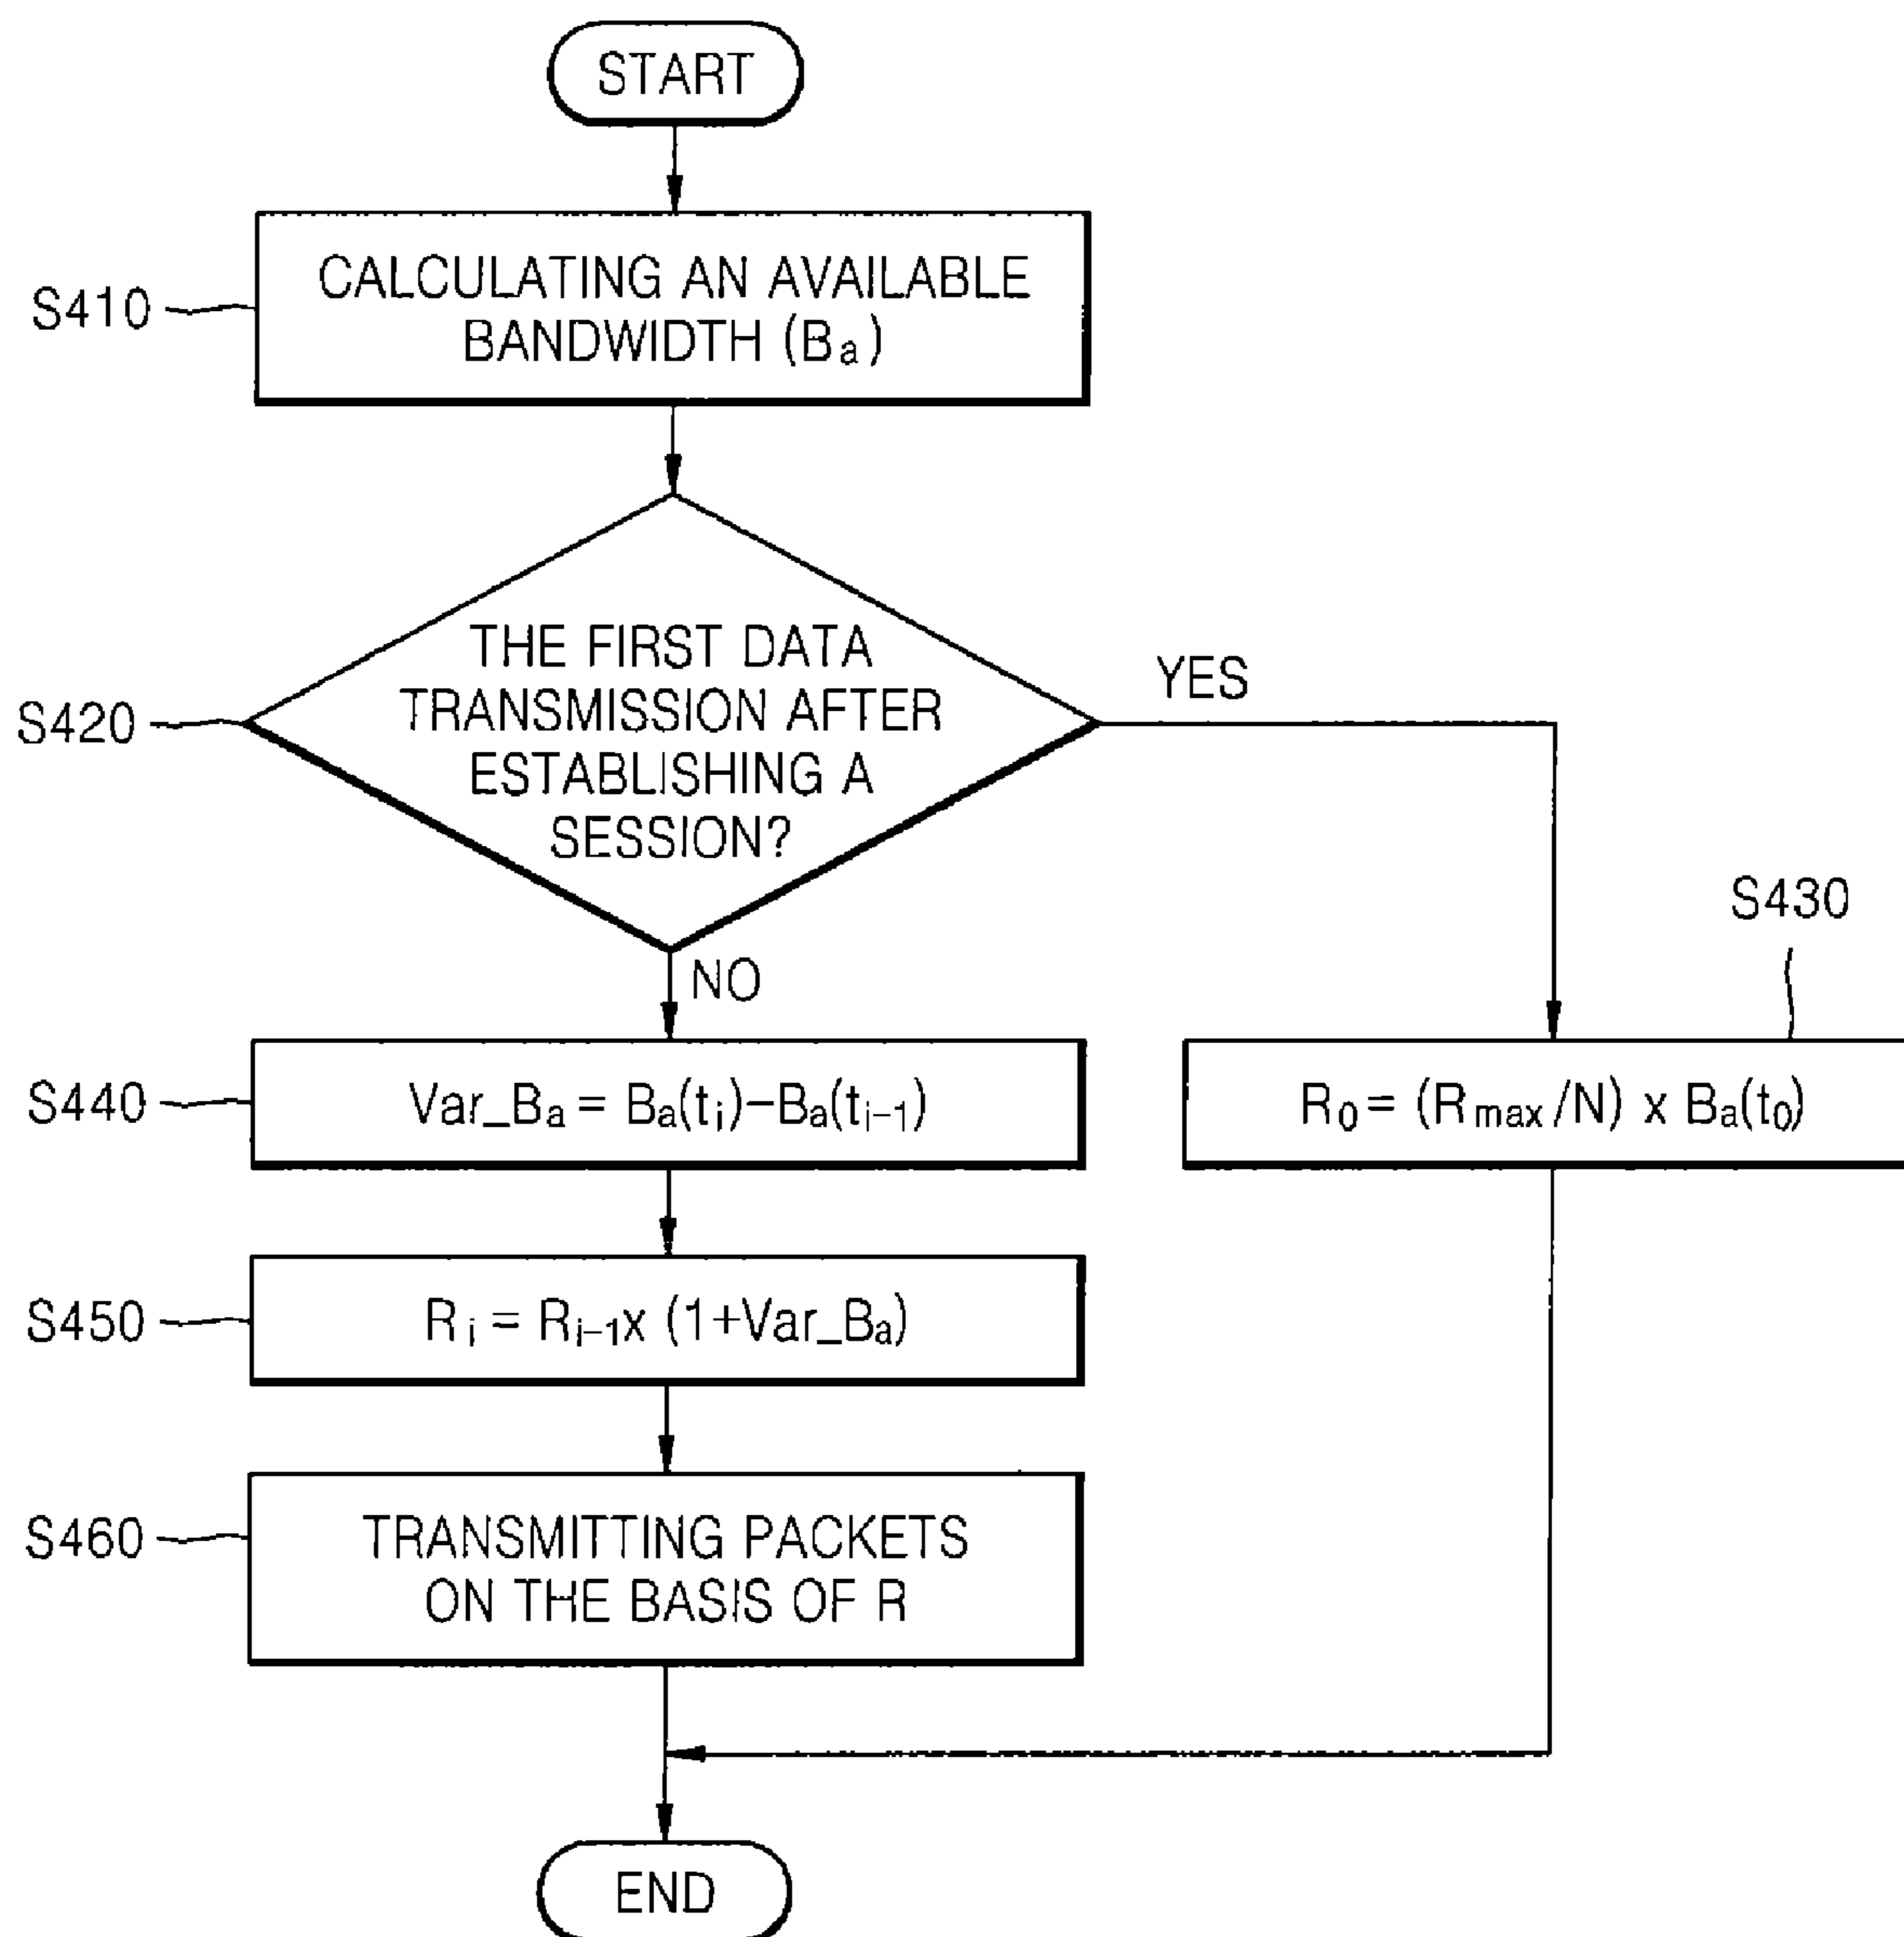 START
S410
CALCULATING AN AVAILABLE
BANDWIDTH (Ba)
S420
THE FIRST DATA
TRANSMISSION AFTER
ESTABLISHING A
SESSION?
YES
NO
S430
S440
Var_Ba = Ba(ti)−Ba(ti−1)
R0 = (Rmax/N) x Ba(t0)
S450
Ri = Ri−1x (1+Var_Ba)
S460
TRANSMITTING PACKETS
ON THE BASIS OF R
END